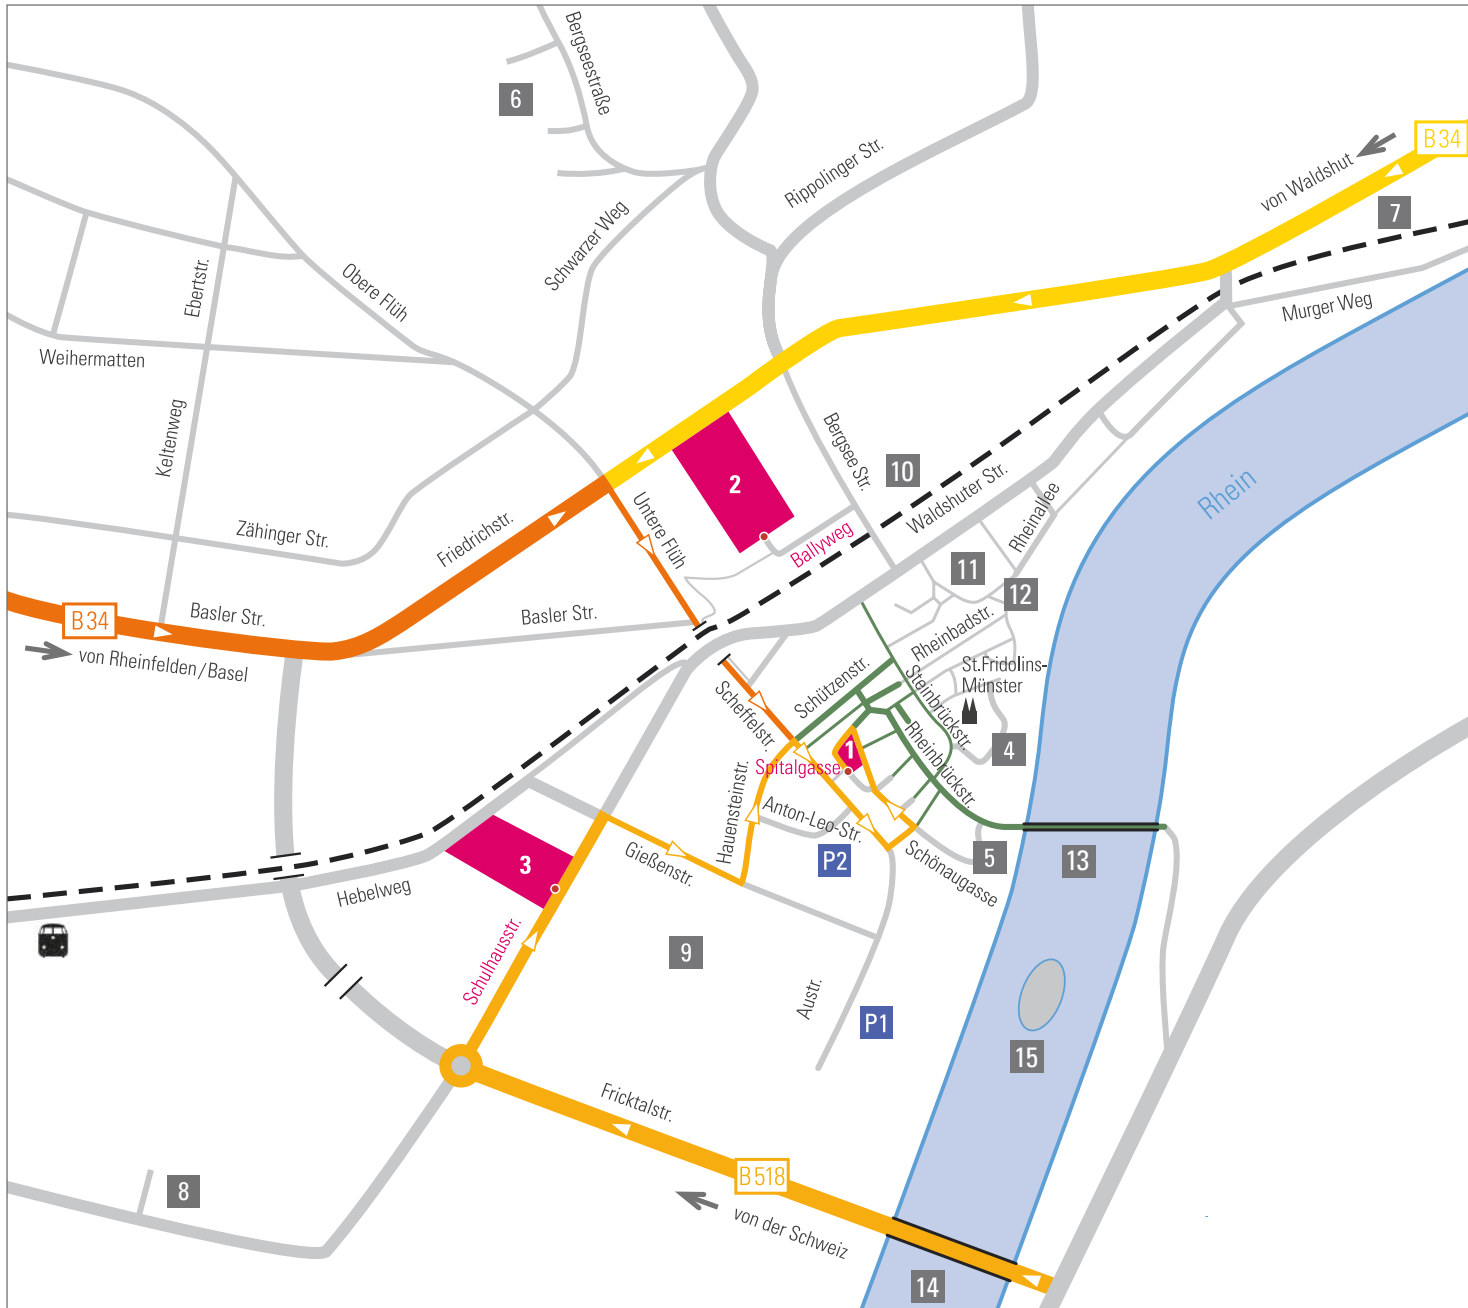 Bergseestraße
6
Rippolinger Str.
B 34
von Waldshut
7
Schwarzer Weg
Ebertstr.
Obere Flüh
Murger Weg
Weihermatten
Keltenweg
Bergsee Str.
2
10
Rhein
Zähinger Str.
Friedrichstr.
Untere Flüh
Ballyweg
Waldshuter Str.
Rheinallee
11
12
B 34
Basler Str.
Basler Str.
von Rheinfelden/Basel
Rheinbadstr.
St.Fridolins-
Münster
Schützenstr.
Steinbrückstr.
Scheffelstr.
Rheinbrückstr.
4
1
Spitalgasse
Hauensteinstr.
Anton-Leo-Str.
P2
Schönaugasse
5
13
3
Gießenstr.
Hebelweg
Schulhausstr.
9
Austr.
P1
15
Fricktalstr.
B 518
8
von der Schweiz
14